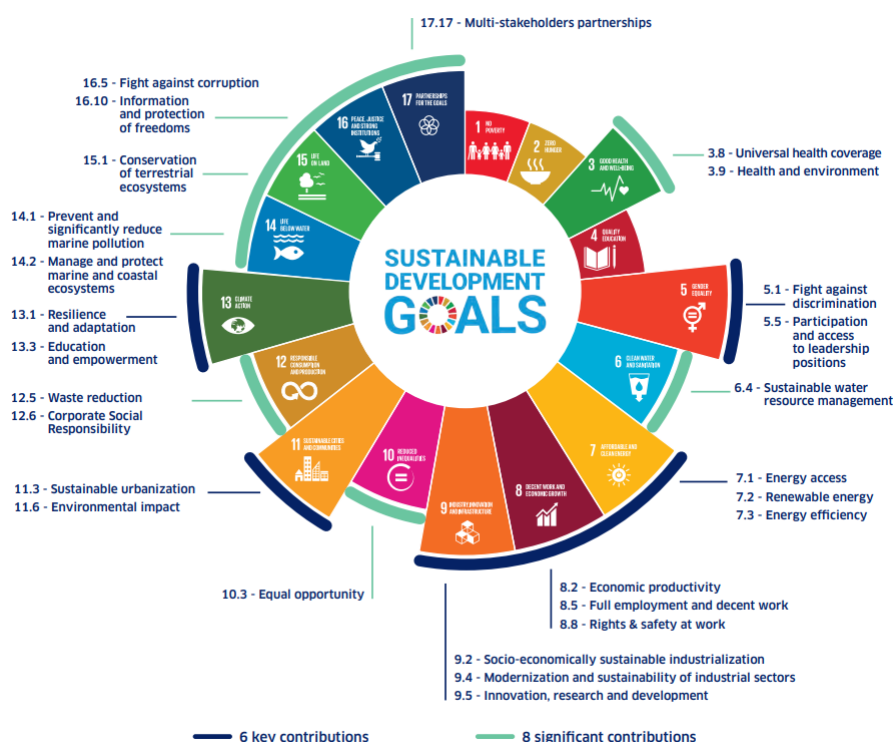 17.17 - Multi-stakeholders partnerships
16.5 - Fight against corruption
16.10 - Information
and protection
of freedoms
15.1 - Conservation
of terrestrial
ecosystems
14.1 - Prevent and
significantly reduce
marine pollution
14.2 - Manage and protect
marine and coastal
ecosystems
13.1 - Resilience
and adaptation
13.3 - Education
and empowerment
12.5 - Waste reduction
12.6 - Corporate Social
Responsibility
11.3 - Sustainable urbanization
11.6 - Environmental impact
10.3 - Equal opportunity
3.8 - Universal health coverage
3.9 - Health and environment
5.1 - Fight against
discrimination
5.5 - Participation
and access
to leadership
positions
6.4 - Sustainable water
resource management
7.1 - Energy access
7.2 - Renewable energy
7.3 - Energy efficiency
8.2 - Economic productivity
8.5 - Full employment and decent work
8.8 - Rights & safety at work
9.2 - Socio-economically sustainable industrialization
9.4 - Modernization and sustainability of industrial sectors
9.5 - Innovation, research and development
SUSTAINABLE
DEVELOPMENT
GOALS
1 NO
POVERTY
2 ZERO
HUNGER
3 GOOD HEALTH
AND WELL-BEING
4 QUALITY
EDUCATION
5 GENDER
EQUALITY
6 CLEAN WATER
AND SANITATION
7 AFFORDABLE AND
CLEAN ENERGY
8 DECENT WORK AND
ECONOMIC GROWTH
9 INDUSTRY, INNOVATION
AND INFRASTRUCTURE
10 REDUCED
INEQUALITIES
11 SUSTAINABLE CITIES
AND COMMUNITIES
12 RESPONSIBLE
CONSUMPTION
AND PRODUCTION
13 CLIMATE
ACTION
14 LIFE
BELOW WATER
15 LIFE
ON LAND
16 PEACE, JUSTICE
AND STRONG
INSTITUTIONS
17 PARTNERSHIPS
FOR THE GOALS
6 key contributions
8 significant contributions